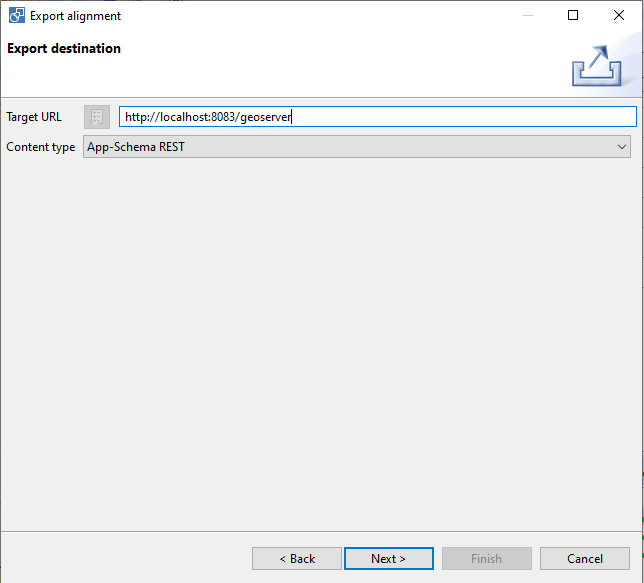 Export alignment
Export destination
Target URL http://localhost:8083/geoserver
Content type App-Schema REST
< Back Next > Finish Cancel